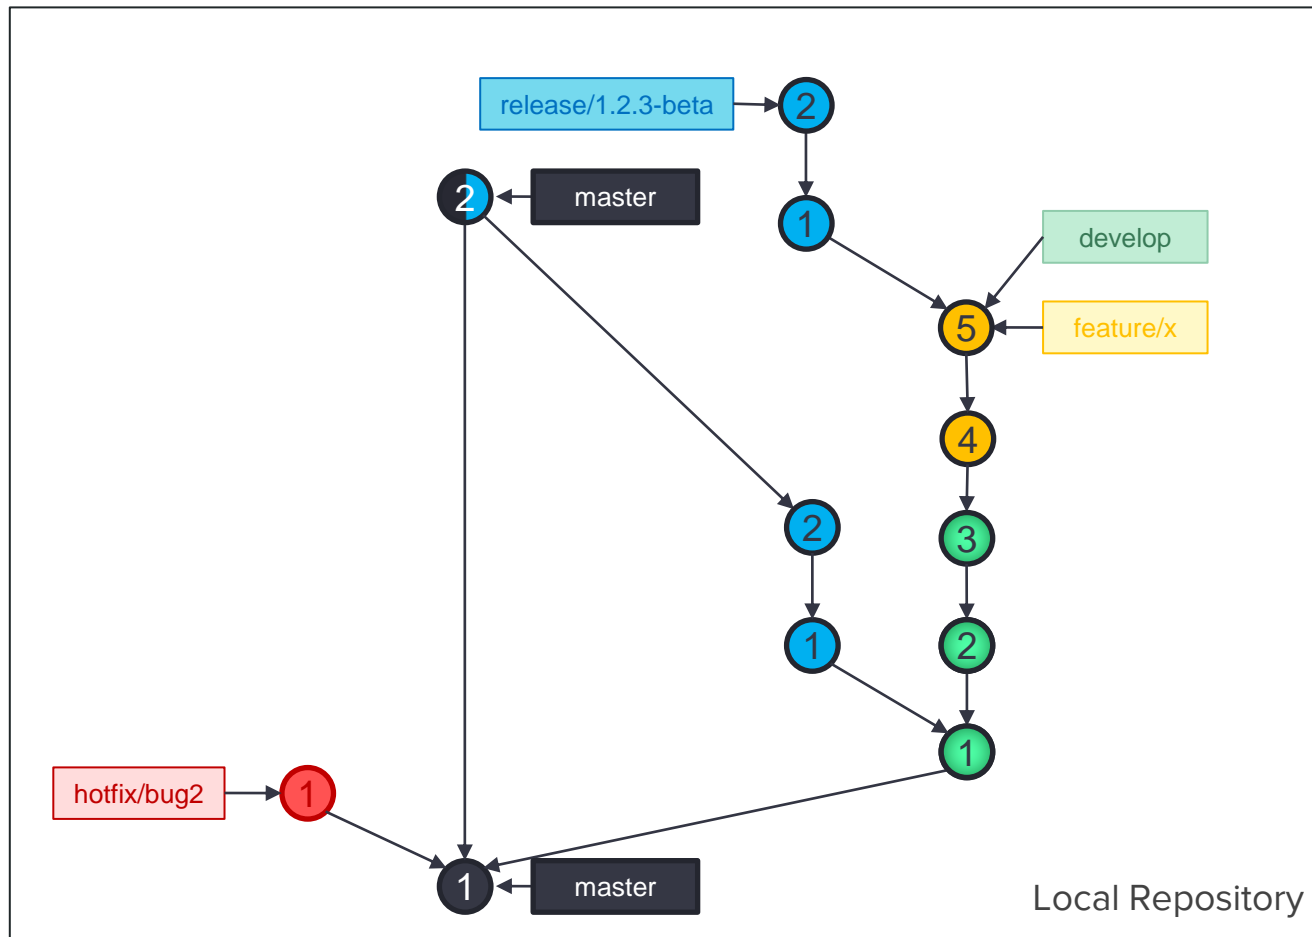 release/1.2.3-beta
2
2
master
1
develop
5
feature/x
4
2
3
1
2
1
hotfix/bug2
1
1
master
Local Repository